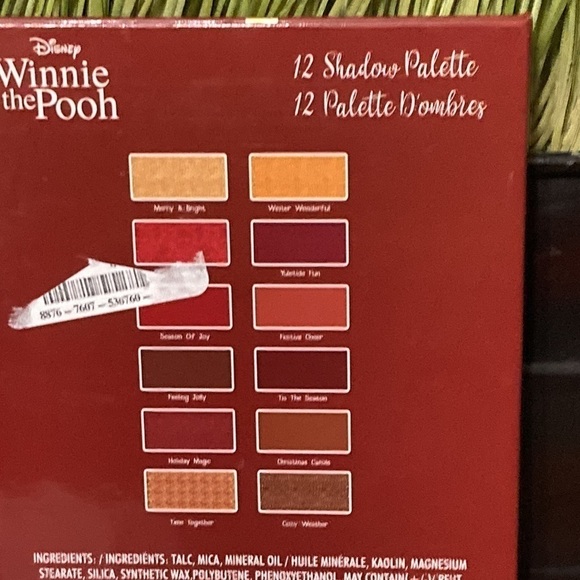 Disney
Winnie
the Pooh
12 Shadow Palette
12 Palette D'ombres
Merry & Bright
Winter Wonderful
Yuletide Fun
8876-7607-536760-
Season Of Joy
Festive Cheer
Feeling Jolly
Tis The Season
Holiday Magic
Christmas Carols
Time Together
Cozy Weather
INGREDIENTS: / INGRÉDIENTS: TALC, MICA, MINERAL OIL / HUILE MINÉRALE, KAOLIN, MAGNESIUM
STEARATE, SILICA, SYNTHETIC WAX, POLYBUTENE, PHENOXYETHANOL, MAY CONTAIN